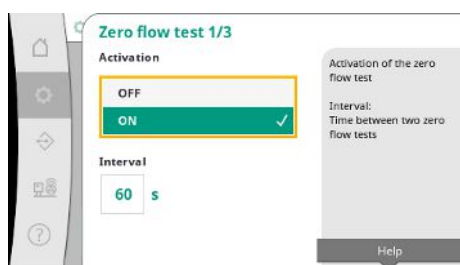 Zero flow test 1/3
Activation
OFF
ON
Interval
60 s
Activation of the zero
flow test
Interval:
Time between two zero
flow tests
Help